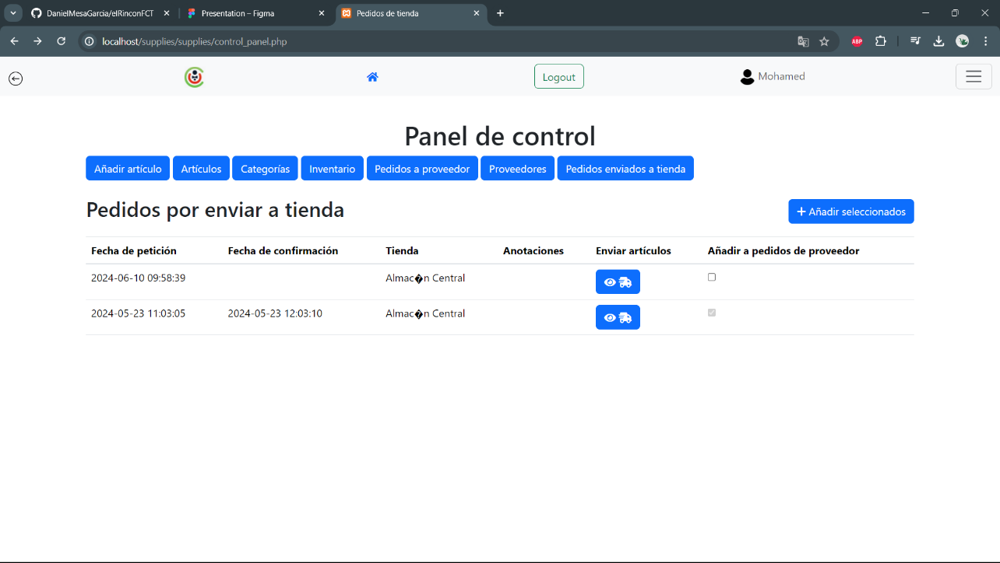 DanielMesaGarcia/elRinconFCT
Presentation – Figma
Pedidos de tienda
localhost/supplies/supplies/control_panel.php
ABP
Logout
Mohamed
Panel de control
Añadir artículo Artículos Categorías Inventario Pedidos a proveedor Proveedores Pedidos enviados a tienda
Pedidos por enviar a tienda
+ Añadir seleccionados
Fecha de petición Fecha de confirmación Tienda Anotaciones Enviar artículos Añadir a pedidos de proveedor
2024-06-10 09:58:39 Almac�n Central
2024-05-23 11:03:05 2024-05-23 12:03:10 Almac�n Central